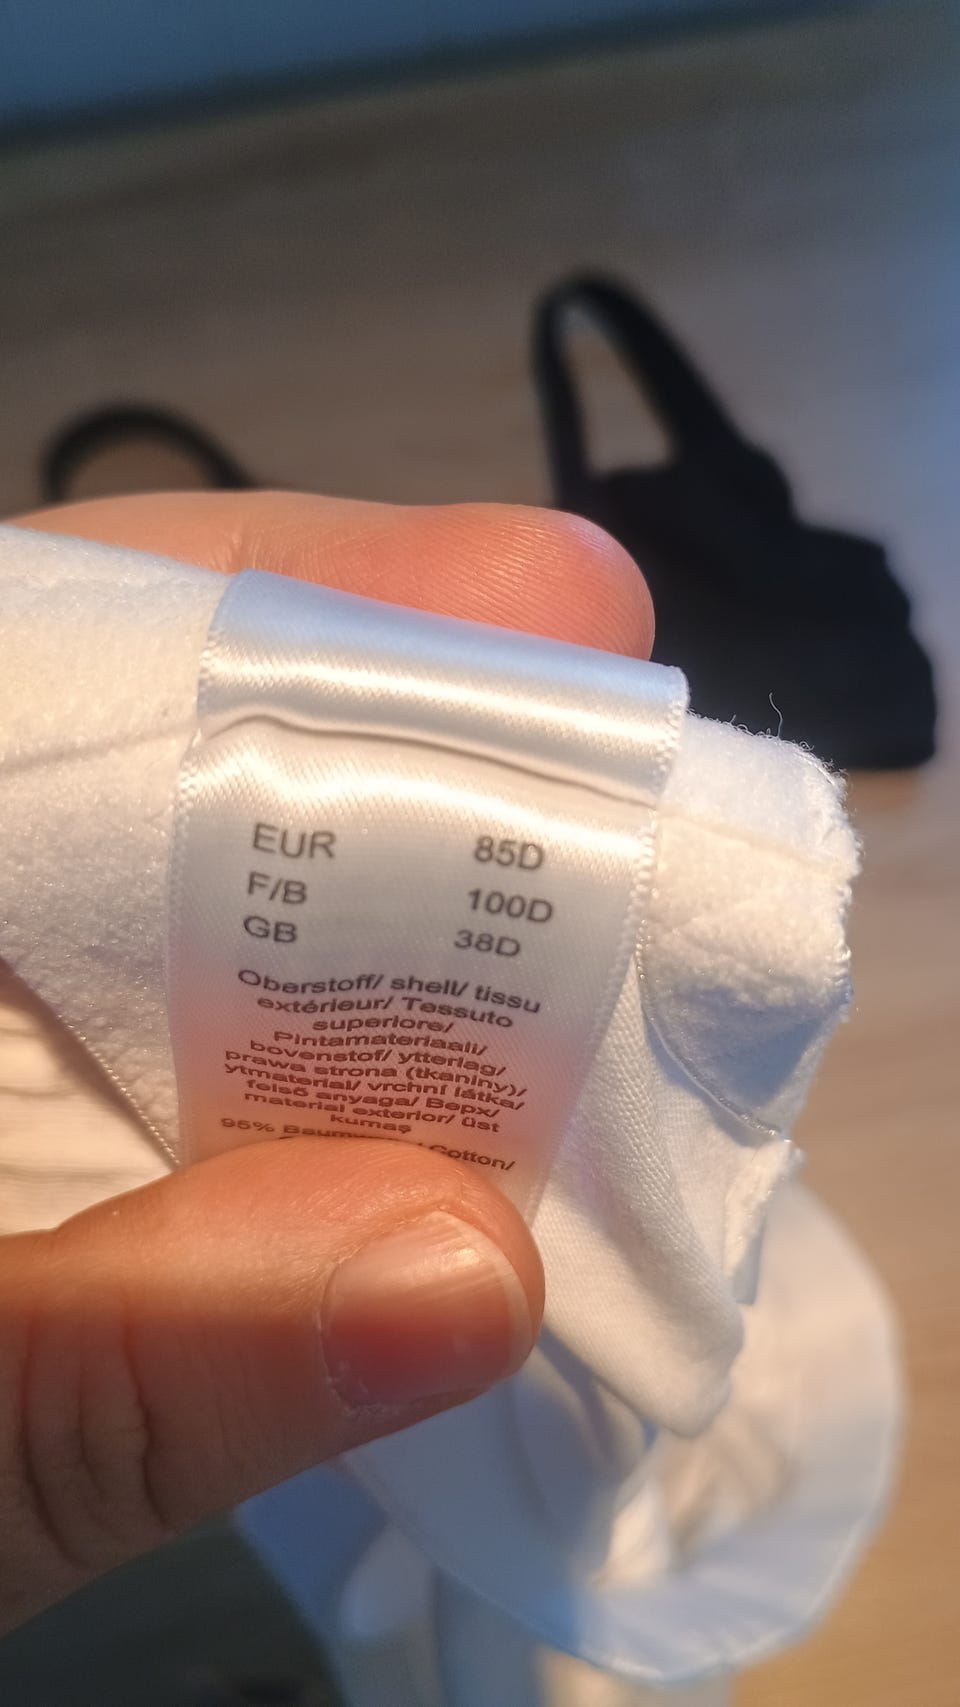 EUR 85D
F/B 100D
GB 38D
Oberstoff/ shell/ tissu
extérieur/ Tessuto
superiore/
Pintamateriaali/
bovenstof/ ytterlag/
prawa strona (tkaniny)/
ytmaterial/ vrchní látka/
felső anyaga/ Верх/
material exterior/ üst
kumaş
95% / Cotton/